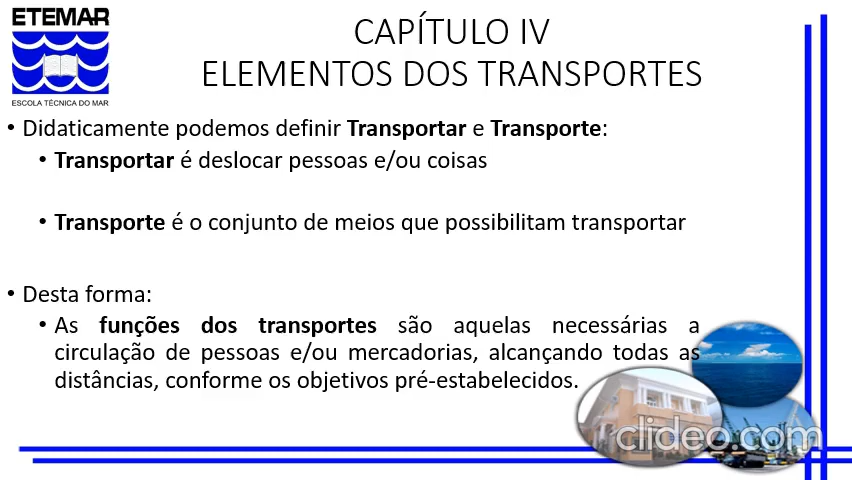 ETEMAR
ESCOLA TÉCNICA DO MAR
CAPÍTULO IV
ELEMENTOS DOS TRANSPORTES
• Didaticamente podemos definir Transportar e Transporte:
• Transportar é deslocar pessoas e/ou coisas
• Transporte é o conjunto de meios que possibilitam transportar
• Desta forma:
• As funções dos transportes são aquelas necessárias a
circulação de pessoas e/ou mercadorias, alcançando todas as
distâncias, conforme os objetivos pré-estabelecidos.
clideo.com